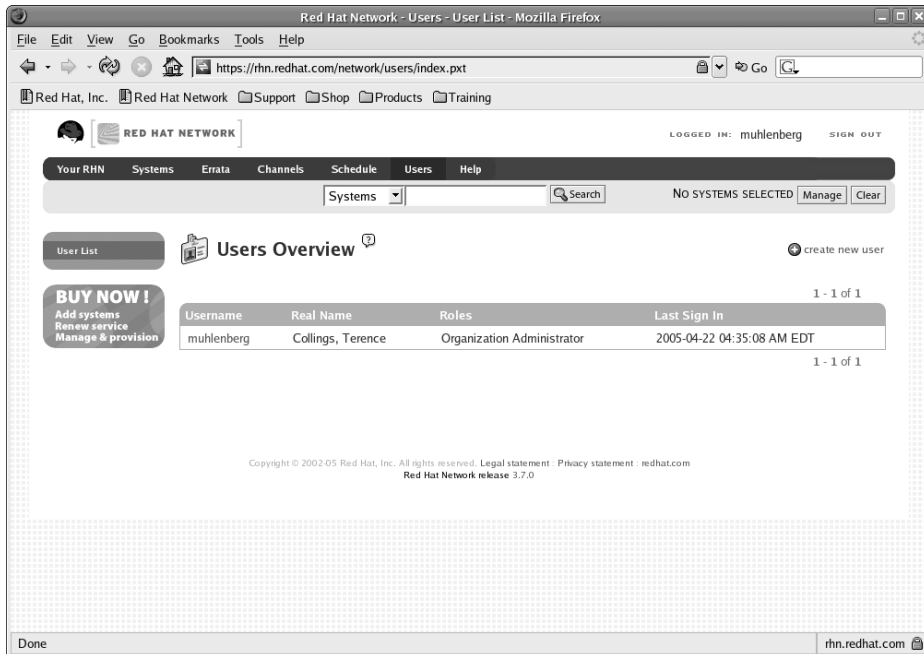 Red Hat Network - Users - User List - Mozilla Firefox
File Edit View Go Bookmarks Tools Help
https://rhn.redhat.com/network/users/index.pxt Go G
Red Hat, Inc. Red Hat Network Support Shop Products Training
RED HAT NETWORK LOGGED IN: muhlenberg SIGN OUT
Your RHN Systems Errata Channels Schedule Users Help
Systems Search NO SYSTEMS SELECTED Manage Clear
User List Users Overview ? create new user
BUY NOW !
Add systems
Renew service
Manage & provision
1 - 1 of 1
Username Real Name Roles Last Sign In
muhlenberg Collings, Terence Organization Administrator 2005-04-22 04:35:08 AM EDT
1 - 1 of 1
Copyright © 2002-05 Red Hat, Inc. All rights reserved. Legal statement : Privacy statement : redhat.com
Red Hat Network release 3.7.0
Done rhn.redhat.com